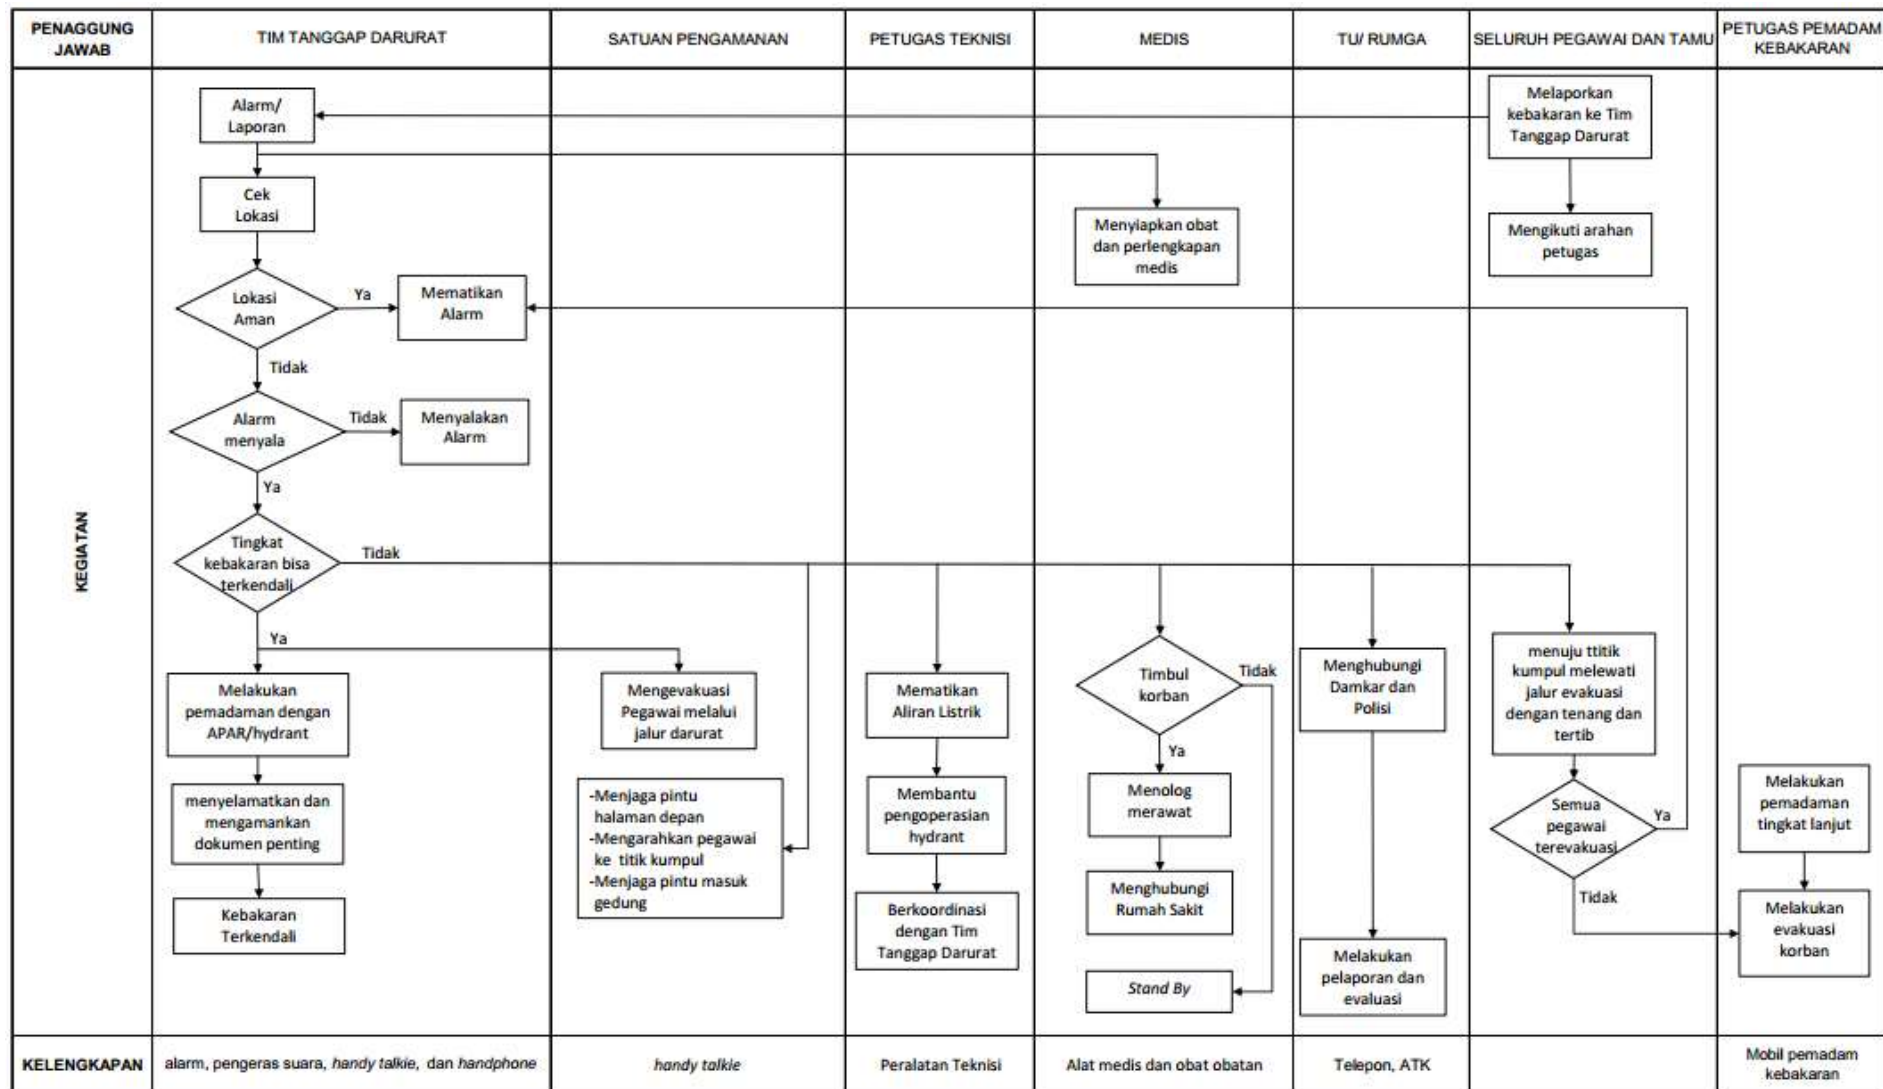 PENAGGUNG
JAWAB
TIM TANGGAP DARURAT
SATUAN PENGAMANAN
PETUGAS TEKNISI
MEDIS
TU/ RUMGA
SELURUH PEGAWAI DAN TAMU
PETUGAS PEMADAM
KEBAKARAN
KEGIATAN
Alarm/
Laporan
Cek
Lokasi
Lokasi
Aman
Ya
Mematikan
Alarm
Tidak
Alarm
menyala
Tidak
Menyalakan
Alarm
Ya
Tingkat
kebakaran bisa
terkendali
Tidak
Ya
Melakukan
pemadaman dengan
APAR/hydrant
menyelamatkan dan
mengamankan
dokumen penting
Kebakaran
Terkendali
Mengevakuasi
Pegawai melalui
jalur darurat
-Menjaga pintu
halaman depan
-Mengarahkan pegawai
ke titik kumpul
-Menjaga pintu masuk
gedung
Mematikan
Aliran Listrik
Membantu
pengoperasian
hydrant
Berkoordinasi
dengan Tim
Tanggap Darurat
Menyiapkan obat
dan perlengkapan
medis
Timbul
korban
Tidak
Ya
Menolog
merawat
Menghubungi
Rumah Sakit
Stand By
Menghubungi
Damkar dan
Polisi
Melakukan
pelaporan dan
evaluasi
Melaporkan
kebakaran ke Tim
Tanggap Darurat
Mengikuti arahan
petugas
menuju ttitik
kumpul melewati
jalur evakuasi
dengan tenang dan
tertib
Semua
pegawai
terevakuasi
Ya
Tidak
Melakukan
pemadaman
tingkat lanjut
Melakukan
evakuasi
korban
KELENGKAPAN
alarm, pengeras suara, handy talkie, dan handphone
handy talkie
Peralatan Teknisi
Alat medis dan obat obatan
Telepon, ATK
Mobil pemadam
kebakaran